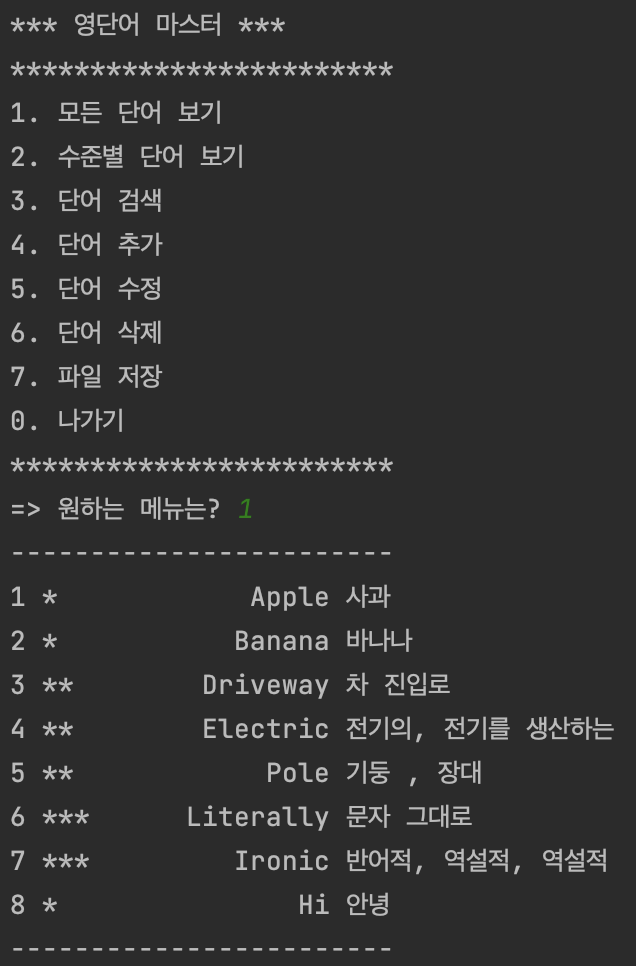 *** 영단어 마스터 ***
************************
1. 모든 단어 보기
2. 수준별 단어 보기
3. 단어 검색
4. 단어 추가
5. 단어 수정
6. 단어 삭제
7. 파일 저장
0. 나가기
************************
=> 원하는 메뉴는? 1
------------------------
1 *            Apple 사과
2 *           Banana 바나나
3 **        Driveway 차 진입로
4 **        Electric 전기의, 전기를 생산하는
5 **            Pole 기둥 , 장대
6 ***      Literally 문자 그대로
7 ***         Ironic 반어적, 역설적, 역설적
8 *               Hi 안녕
------------------------